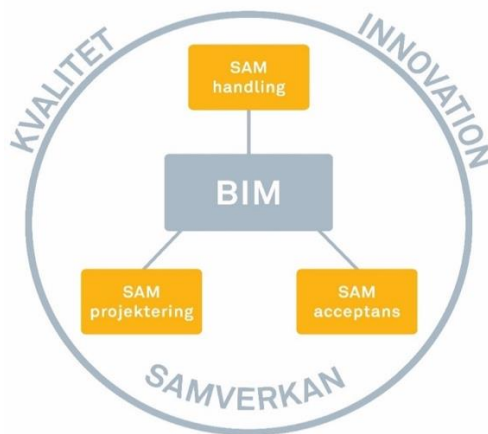 KVALITET
INNOVATION
SAM
handling
BIM
SAM
projektering
SAM
acceptans
SAMVERKAN